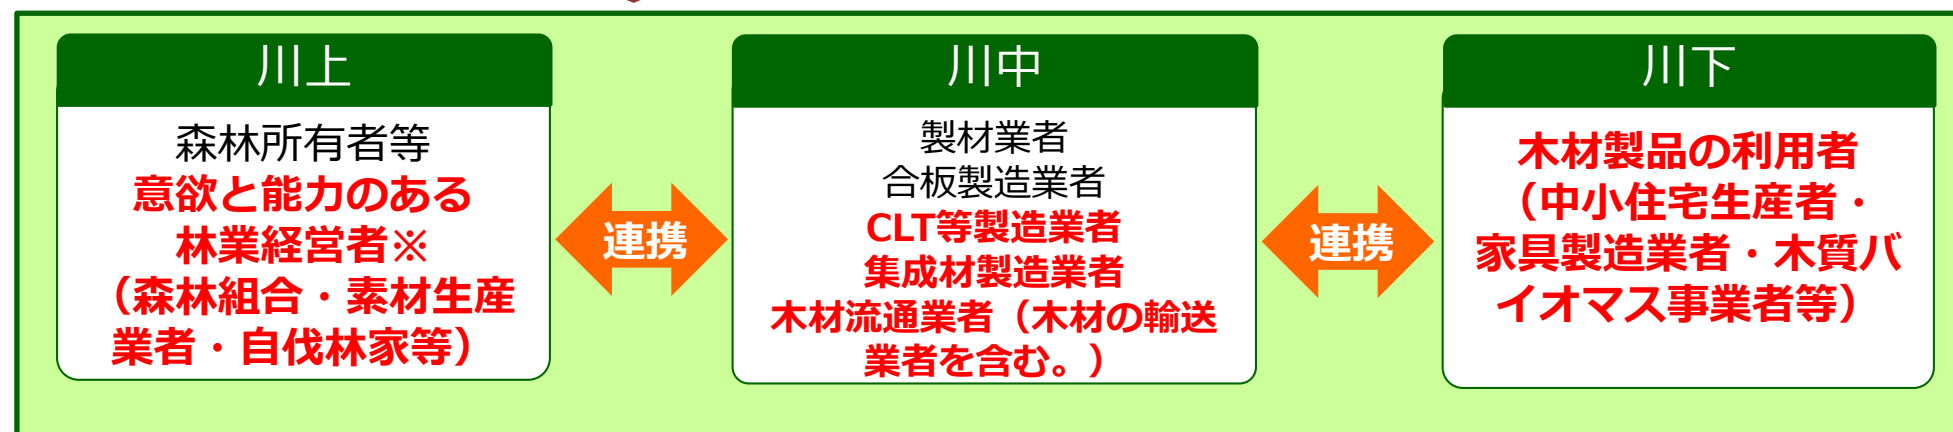 川上
森林所有者等
意欲と能力のある
林業経営者※
（森林組合・素材生産
業者・自伐林家等）
連携
川中
製材業者
合板製造業者
CLT等製造業者
集成材製造業者
木材流通業者（木材の輸送
業者を含む。）
連携
川下
木材製品の利用者
（中小住宅生産者・
家具製造業者・木質バ
イオマス事業者等）